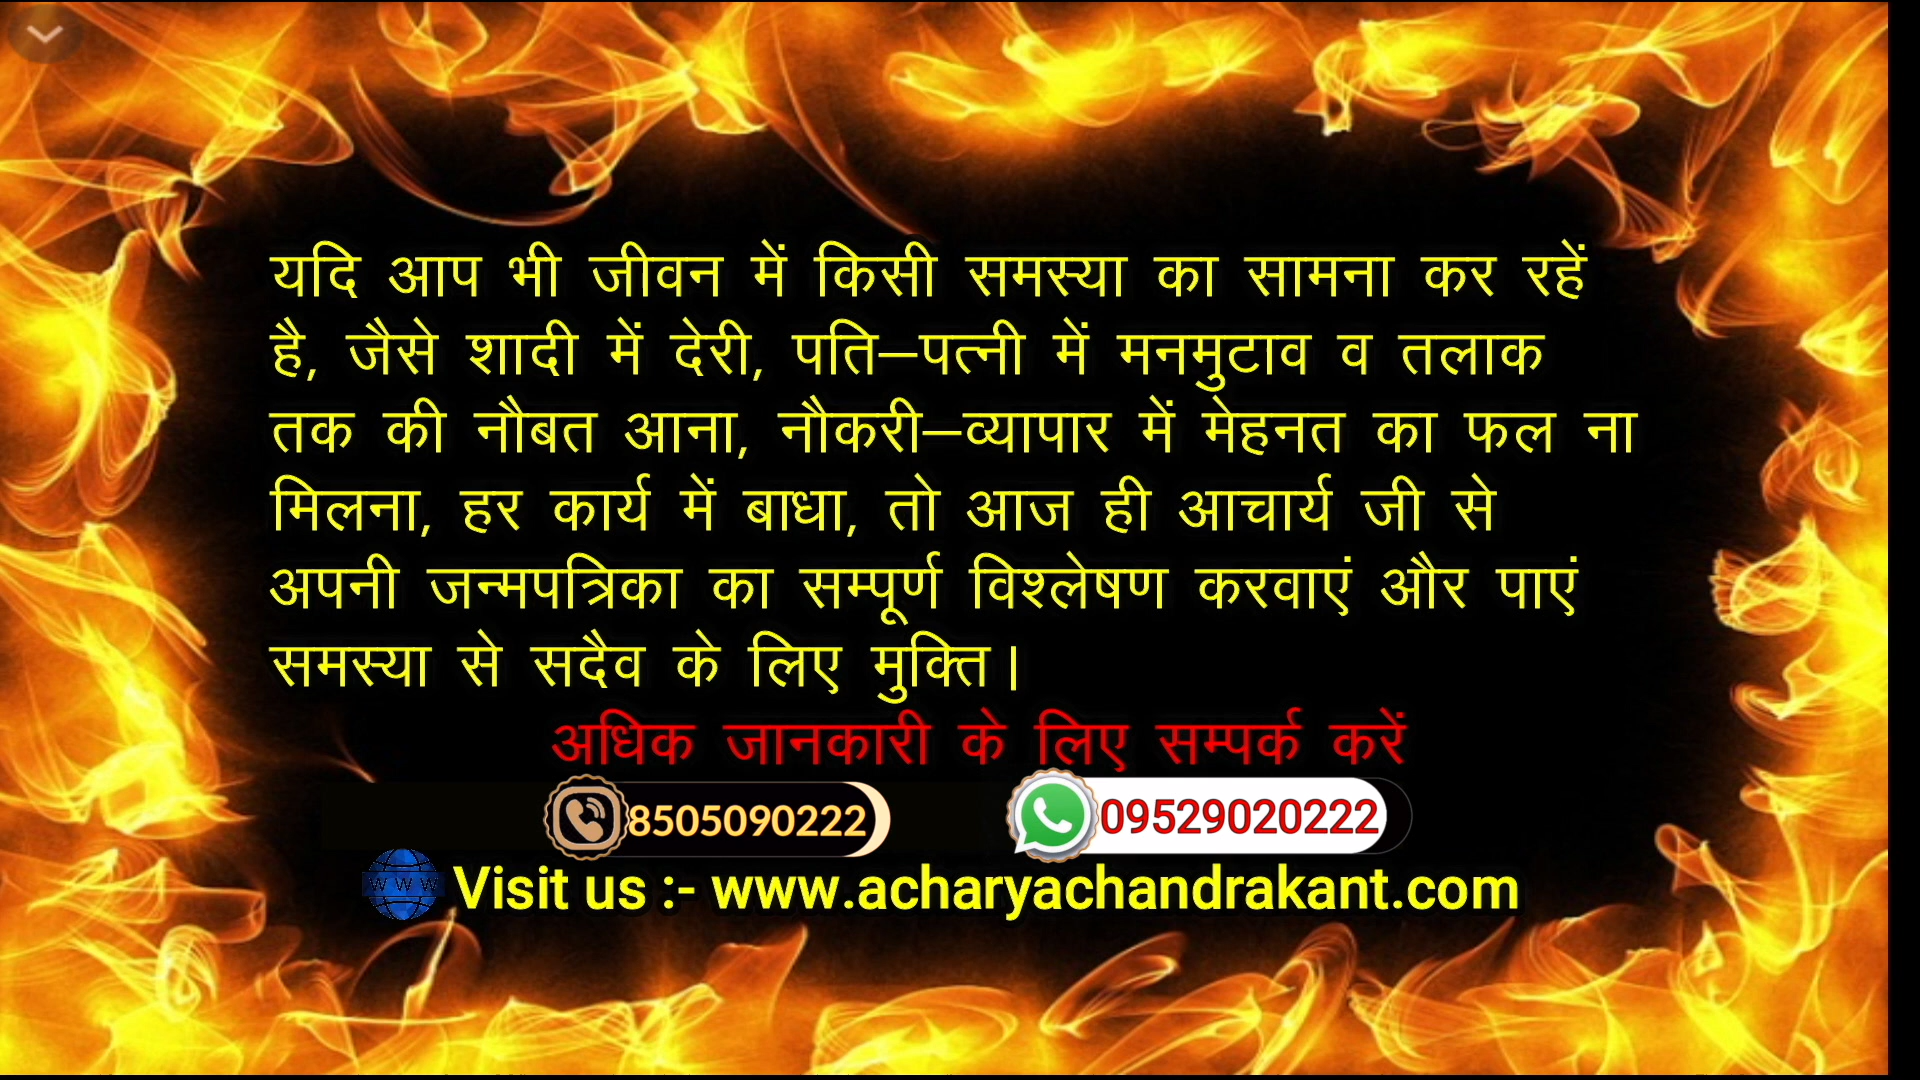 यदि आप भी जीवन में किसी समस्या का सामना कर रहें
है, जैसे शादी में देरी, पति–पत्नी में मनमुटाव व तलाक
तक की नौबत आना, नौकरी–व्यापार में मेहनत का फल ना
मिलना, हर कार्य में बाधा, तो आज ही आचार्य जी से
अपनी जन्मपत्रिका का सम्पूर्ण विश्लेषण करवाएं और पाएं
समस्या से सदैव के लिए मुक्ति।
अधिक जानकारी के लिए सम्पर्क करें
8505090222 09529020222
WWW Visit us :- www.acharyachandrakant.com